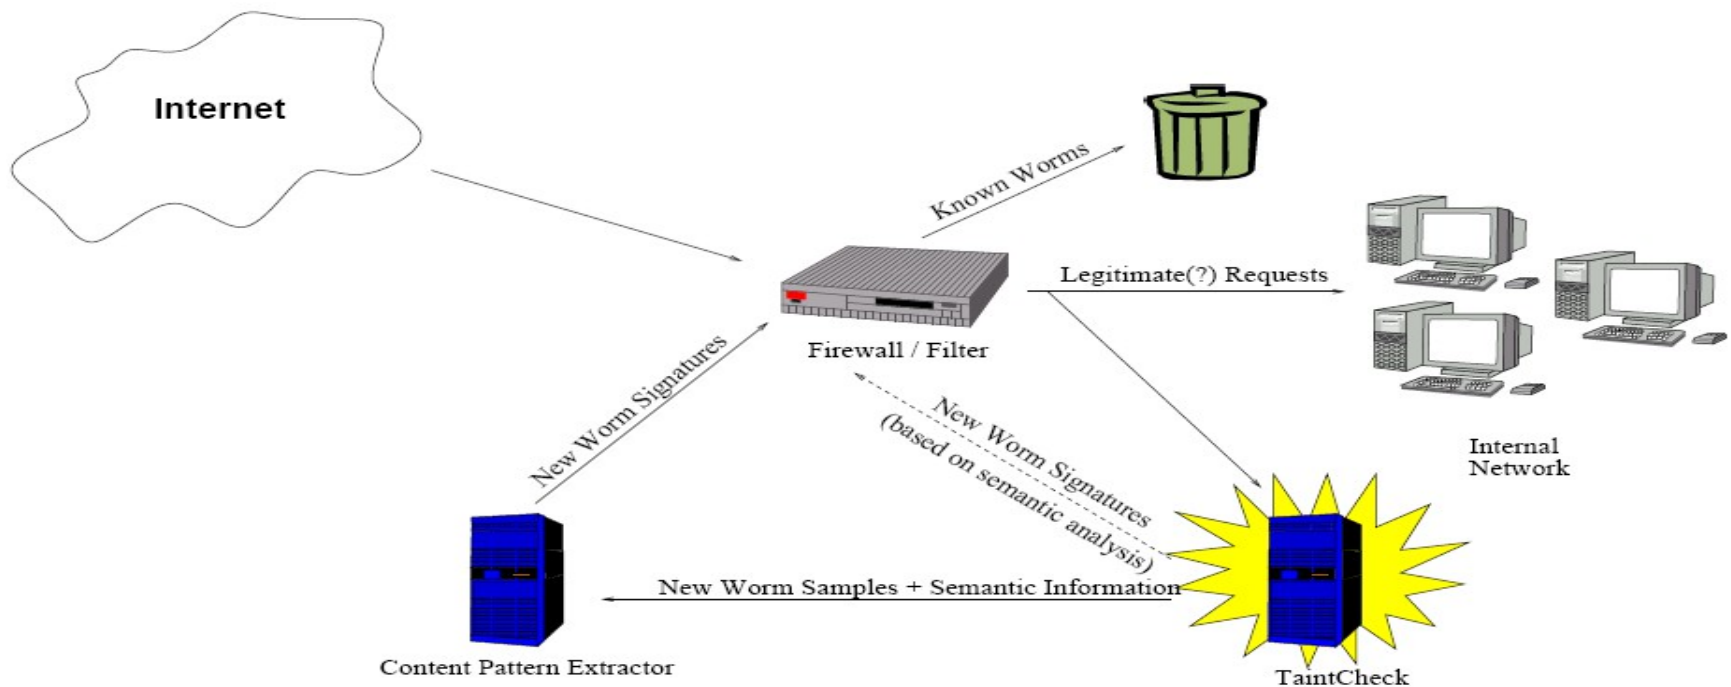 Internet
Known Worms
Legitimate(?) Requests
Firewall / Filter
New Worm Signatures
New Worm Signatures
(based on semantic analysis)
Internal
Network
New Worm Samples + Semantic Information
Content Pattern Extractor
TaintCheck